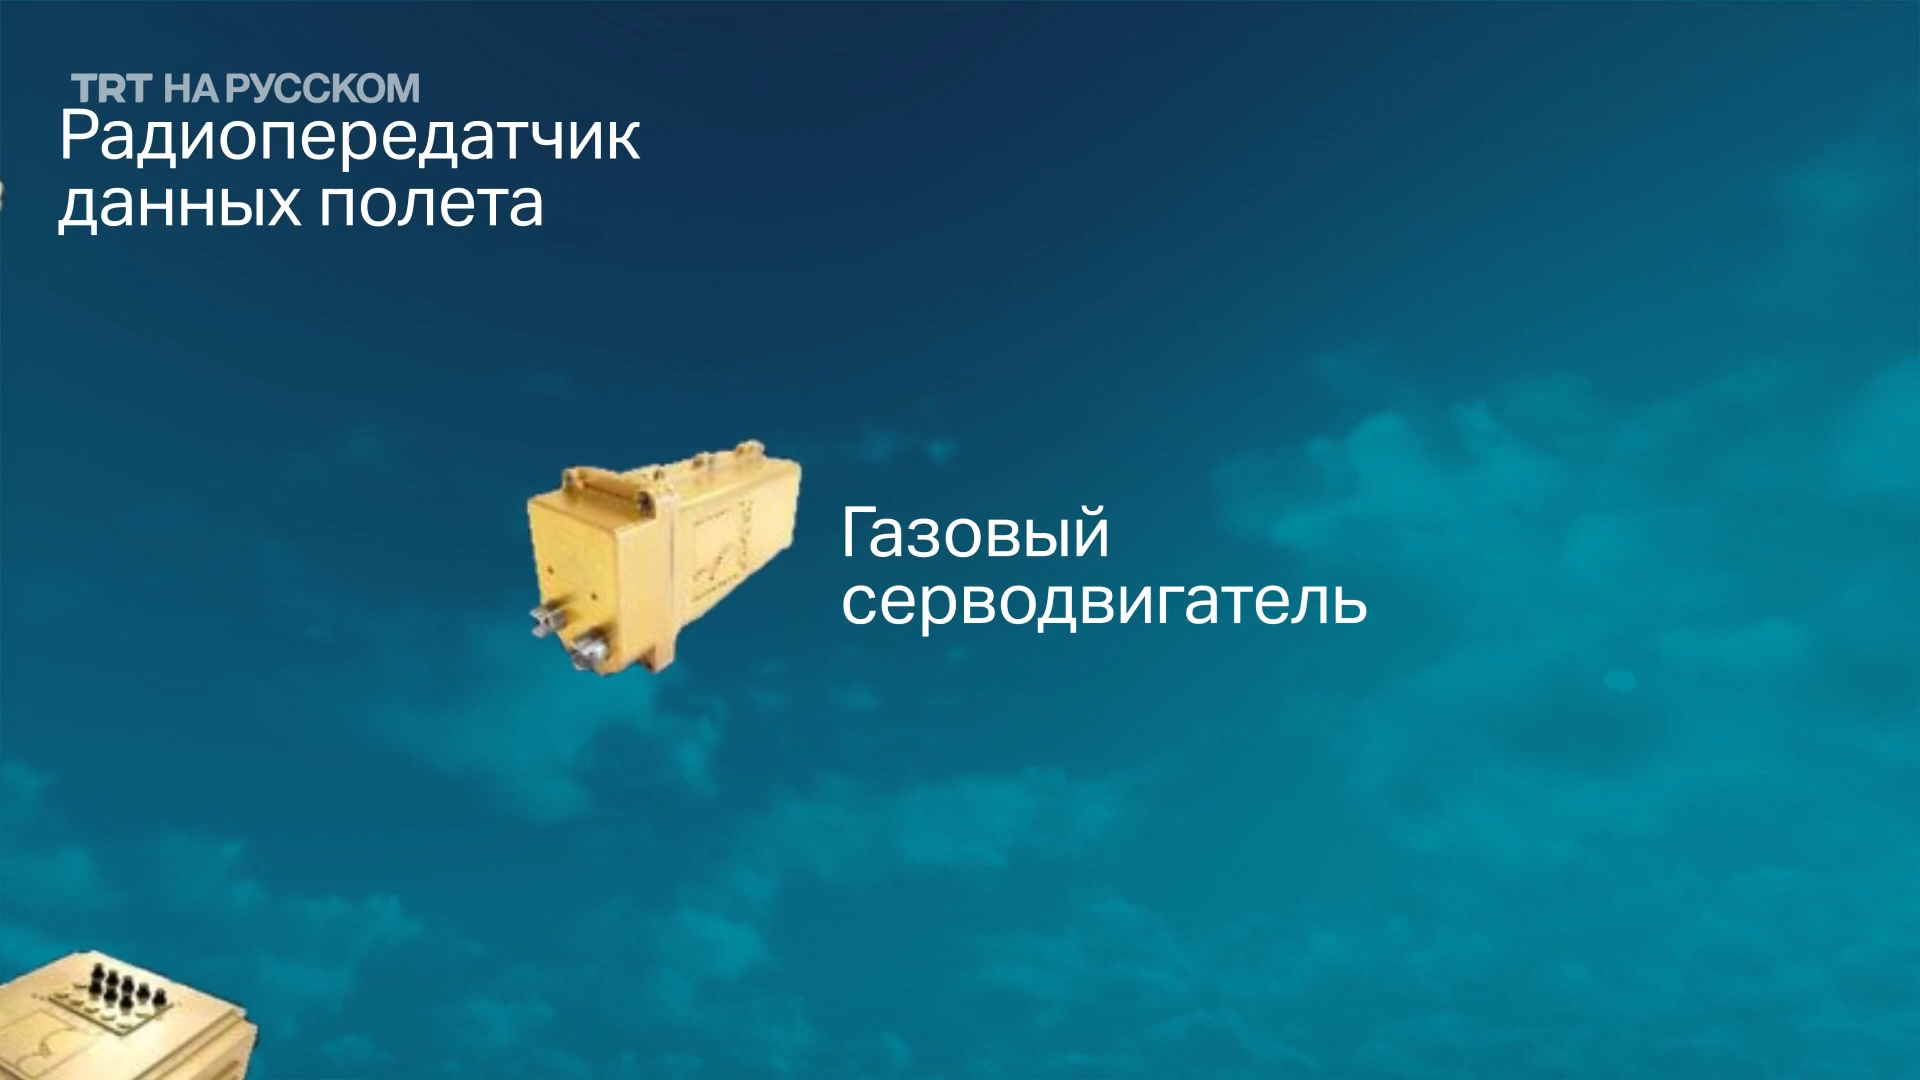 TRT НА РУССКОМ
Радиопередатчик
данных полета
Газовый
серводвигатель